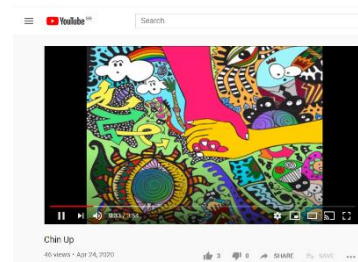 YouTube
Search
Chin Up
46 views • Apr 24, 2020
3
0
SHARE
SAVE